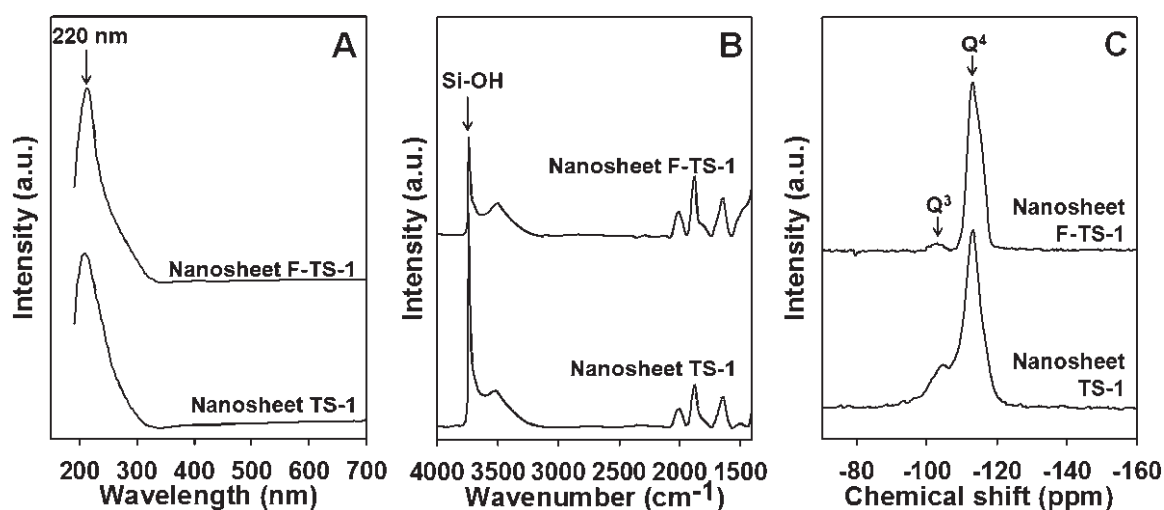 220 nm
A
Nanosheet F-TS-1
Nanosheet TS-1
Intensity (a.u.)
200 300 400 500 600 700
Wavelength (nm)
B
Si-OH
Nanosheet F-TS-1
Nanosheet TS-1
Intensity (a.u.)
4000 3500 3000 2500 2000 1500
Wavenumber (cm⁻¹)
Q⁴
C
Q³
Nanosheet
F-TS-1
Nanosheet
TS-1
Intensity (a.u.)
-80 -100 -120 -140 -160
Chemical shift (ppm)